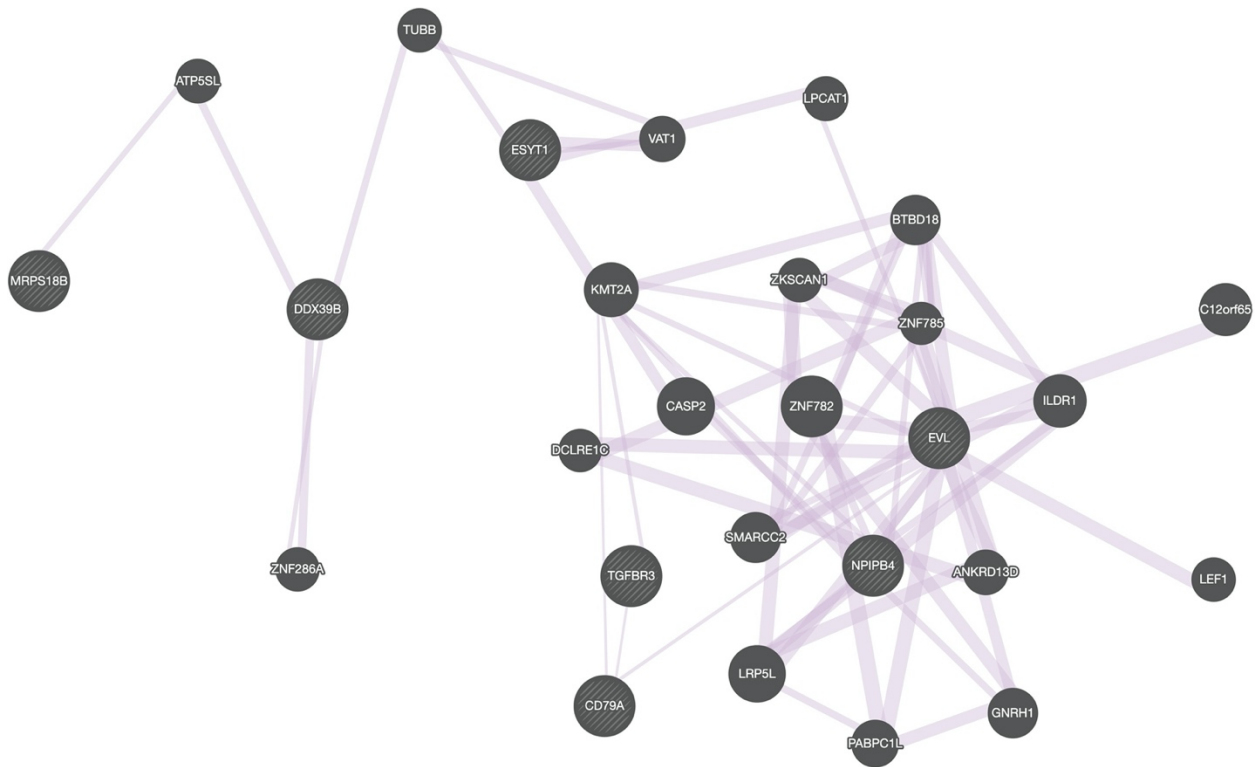 TUBB
ATP5SL
LPCAT1
VAT1
ESYT1
BTBD18
MRPS18B
ZKSCAN1
KMT2A
DDX39B
C12orf65
ZNF785
ILDR1
CASP2
ZNF782
EVL
DCLRE1C
SMARCC2
NPIPB4
ZNF286A
ANKRD13D
TGFBR3
LEF1
LRP5L
CD79A
GNRH1
PABPC1L